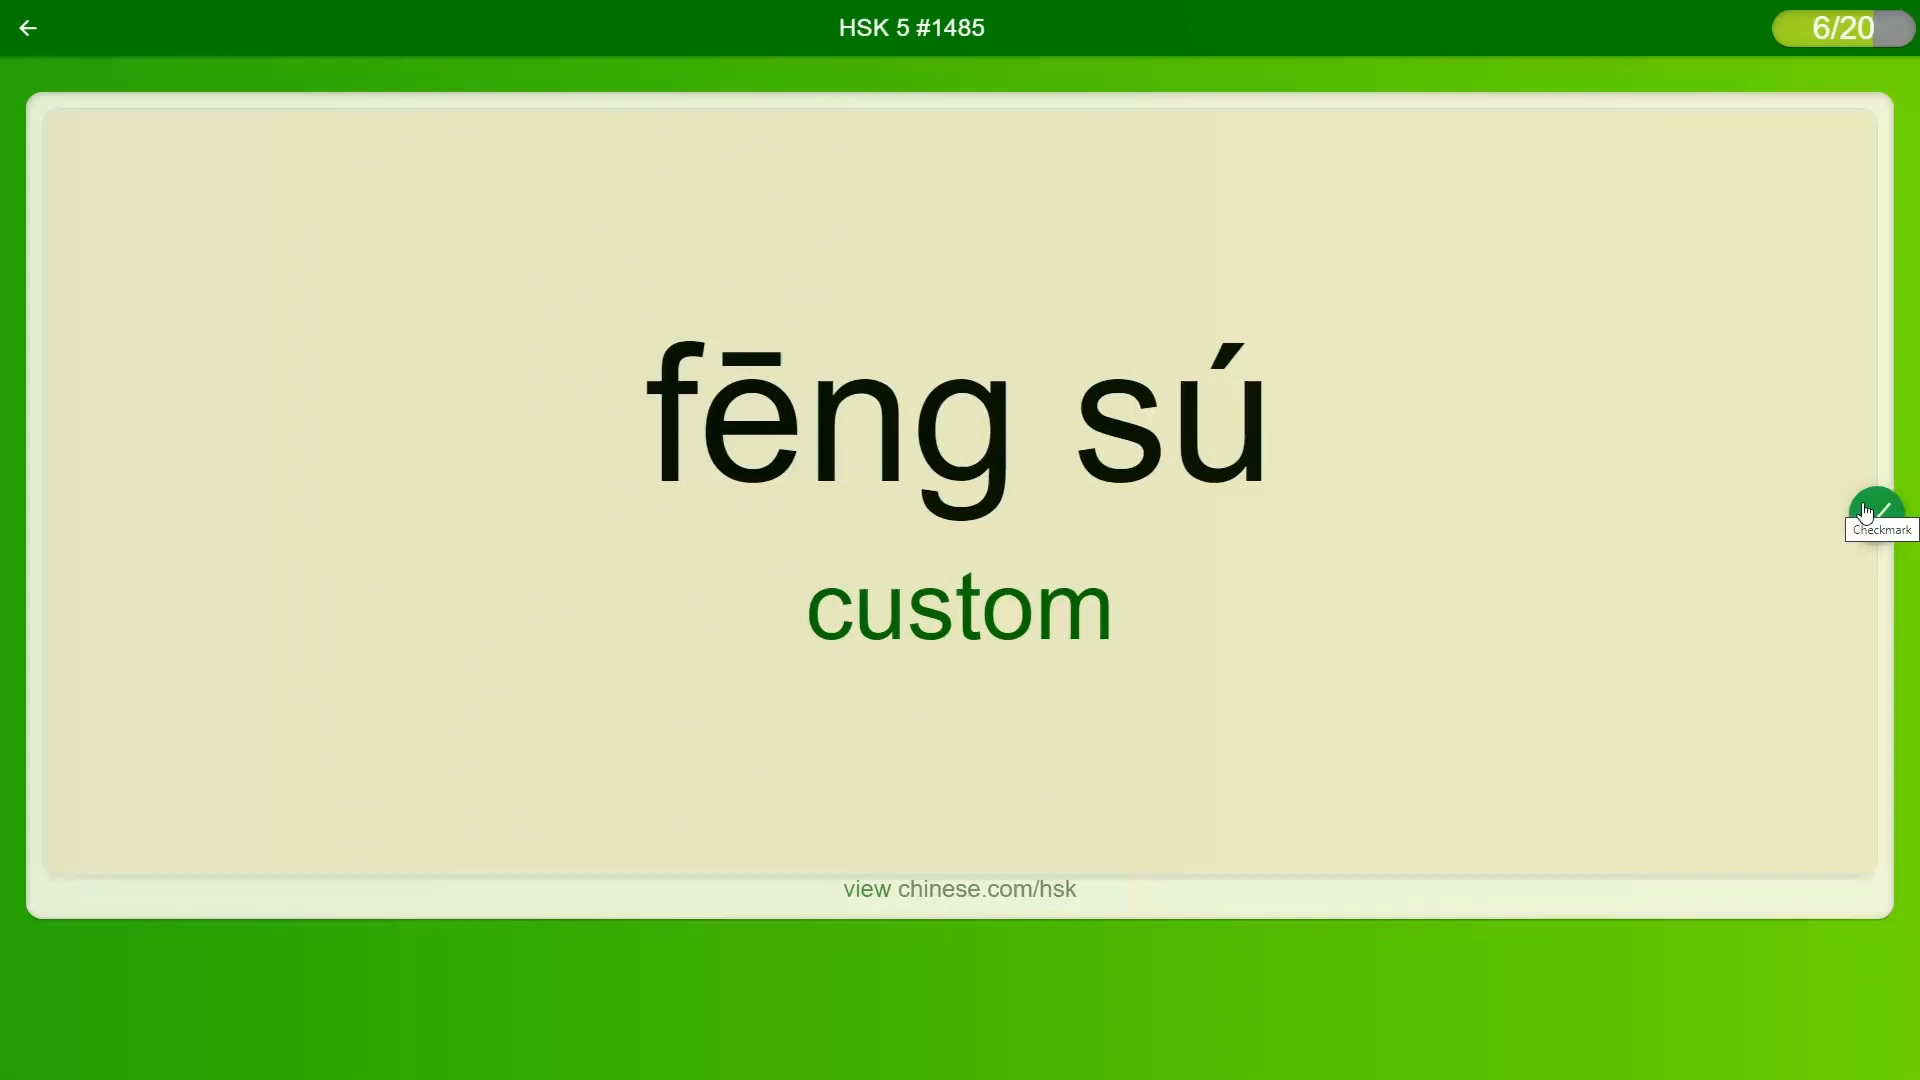 HSK 5 #1485
6/20
fēng sú
custom
Checkmark
view chinese.com/hsk